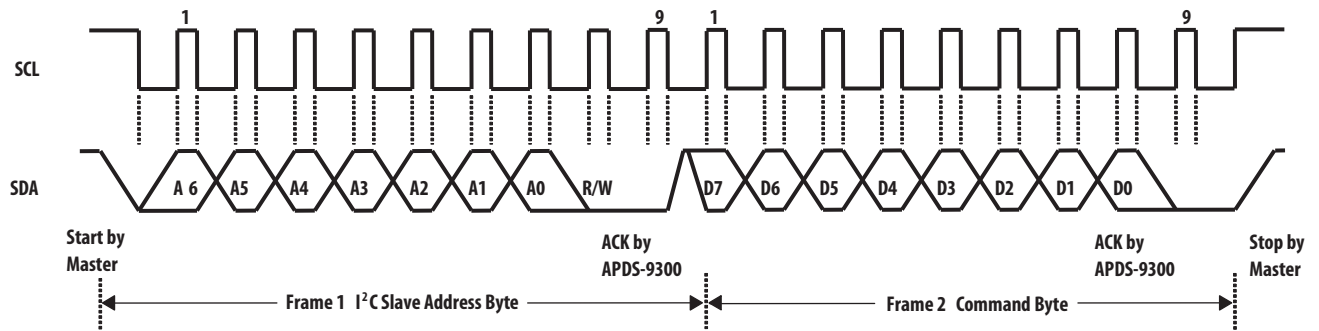 1 9 1 9
SCL
SDA A 6 A5 A4 A3 A2 A1 A0 R/W D7 D6 D5 D4 D3 D2 D1 D0
Start by
Master
ACK by
APDS-9300
ACK by
APDS-9300
Stop by
Master
Frame 1 I²C Slave Address Byte
Frame 2 Command Byte